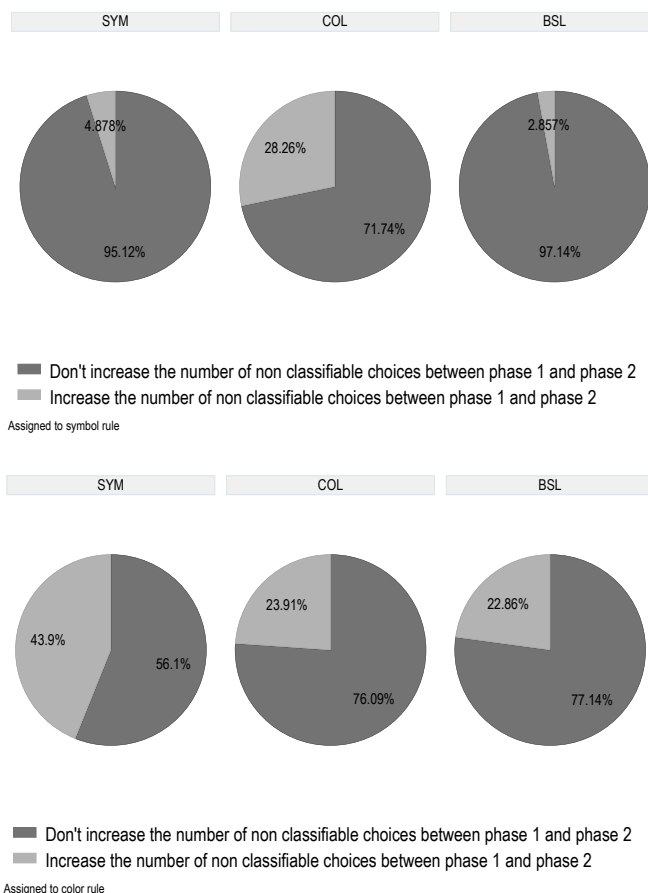 SYM COL BSL
4.878%
2.857%
28.26%
71.74%
95.12%
97.14%
Don't increase the number of non classifiable choices between phase 1 and phase 2
Increase the number of non classifiable choices between phase 1 and phase 2
Assigned to symbol rule
SYM COL BSL
23.91%
22.86%
43.9%
56.1%
76.09%
77.14%
Don't increase the number of non classifiable choices between phase 1 and phase 2
Increase the number of non classifiable choices between phase 1 and phase 2
Assigned to color rule